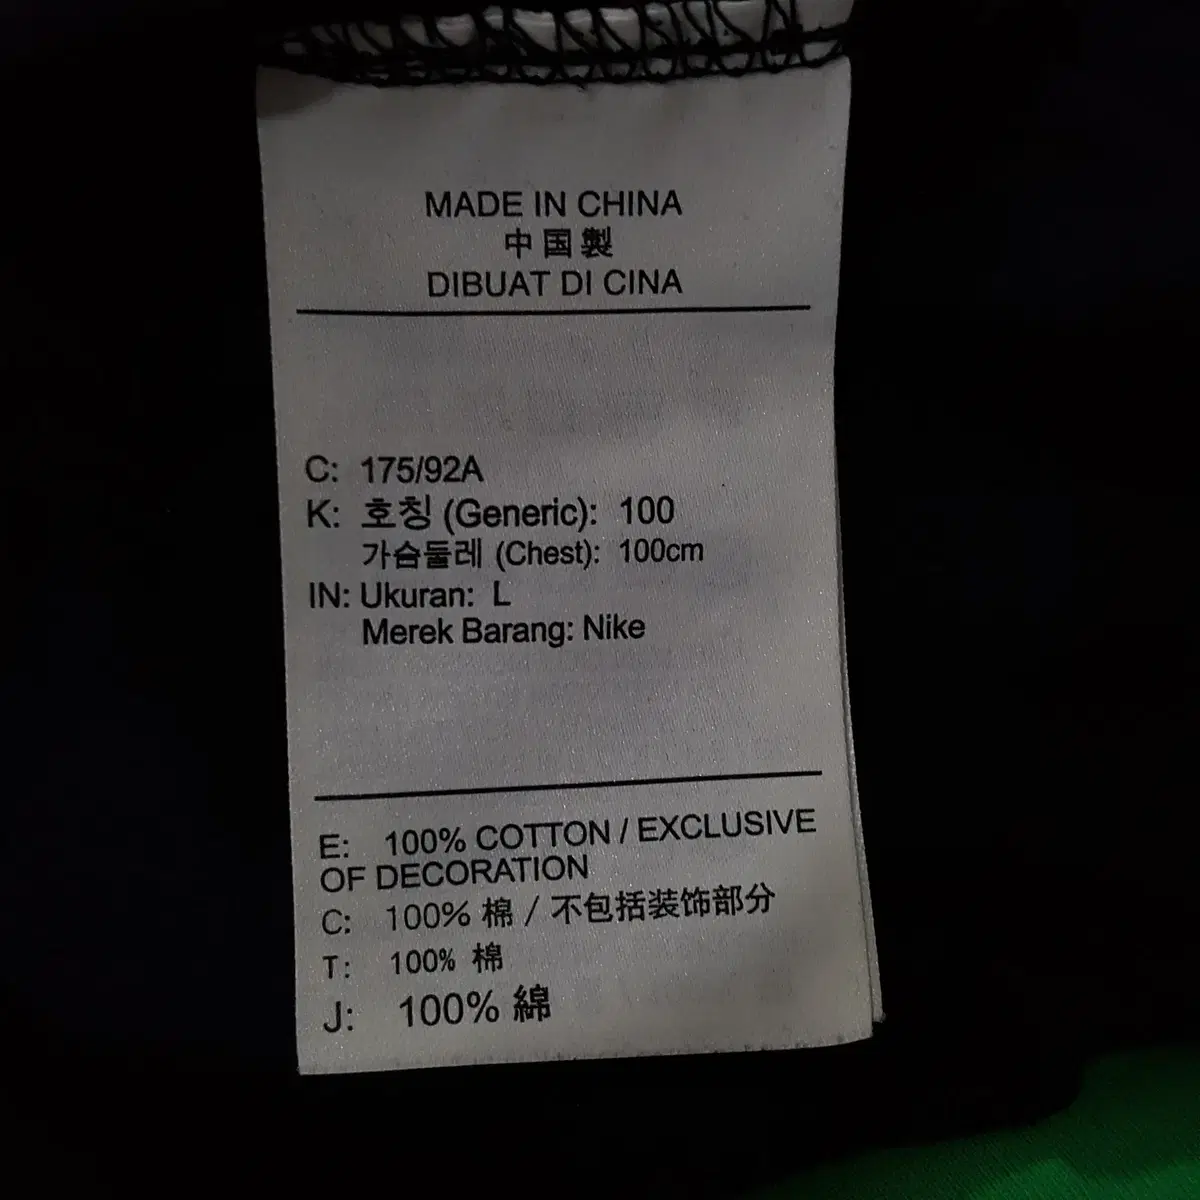 MADE IN CHINA
中国製
DIBUAT DI CINA
C: 175/92A
K: 호칭 (Generic): 100
가슴둘레 (Chest): 100cm
IN: Ukuran: L
Merek Barang: Nike
E: 100% COTTON / EXCLUSIVE
OF DECORATION
C: 100% 棉 / 不包括装饰部分
T: 100% 棉
J: 100% 綿